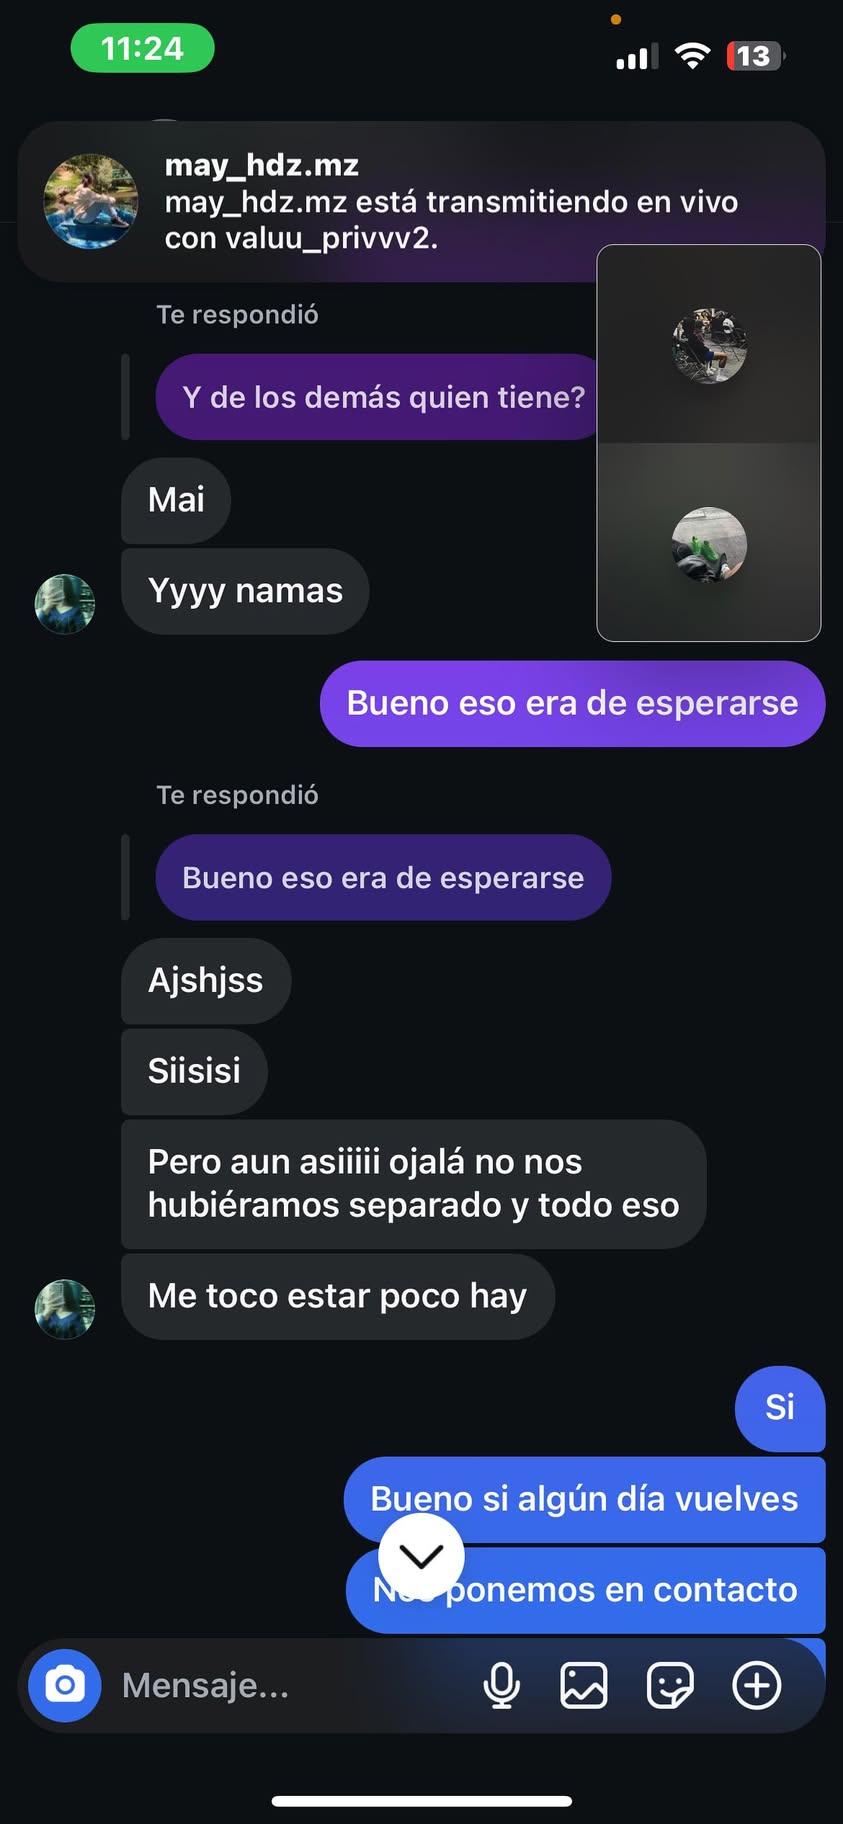 11:24
13
may_hdz.mz
may_hdz.mz está transmitiendo en vivo
con valuu_privvv2.
Te respondió
Y de los demás quien tiene?
Mai
Yyyy namas
Bueno eso era de esperarse
Te respondió
Bueno eso era de esperarse
Ajshjss
Siisisi
Pero aun asiiiii ojalá no nos
hubiéramos separado y todo eso
Me toco estar poco hay
Si
Bueno si algún día vuelves
Nos ponemos en contacto
Mensaje...